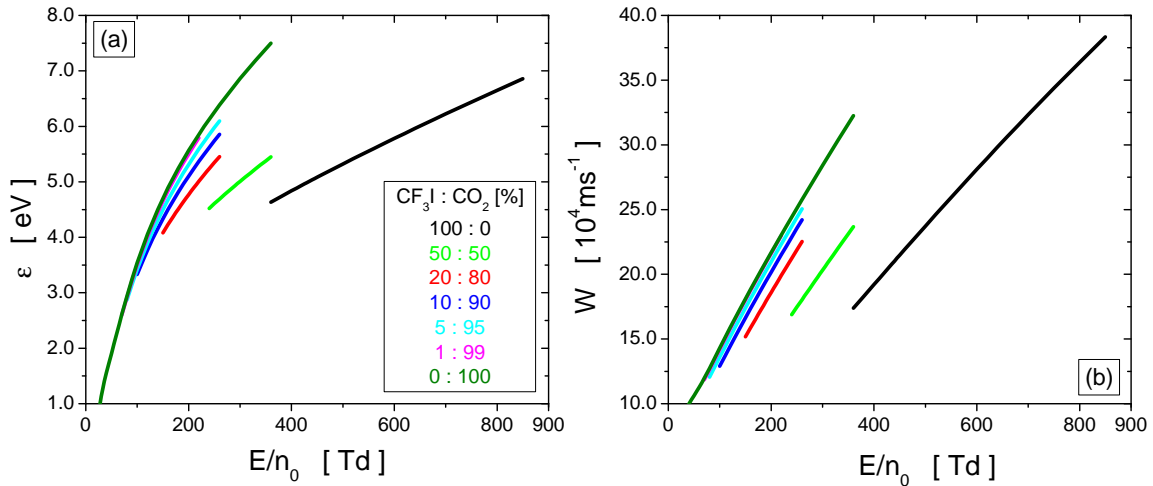 (a)
8.0
7.0
6.0
5.0
4.0
3.0
2.0
1.0
ε [ eV]
CF₃I : CO₂ [%]
100 : 0
50 : 50
20 : 80
10 : 90
5 : 95
1 : 99
0 : 100
0 200 400 600 800 900
E/n₀ [ Td]
40.0
35.0
30.0
25.0
20.0
15.0
10.0
W [ 10⁴ms⁻¹]
(b)
0 200 400 600 800 900
E/n₀ [ Td]